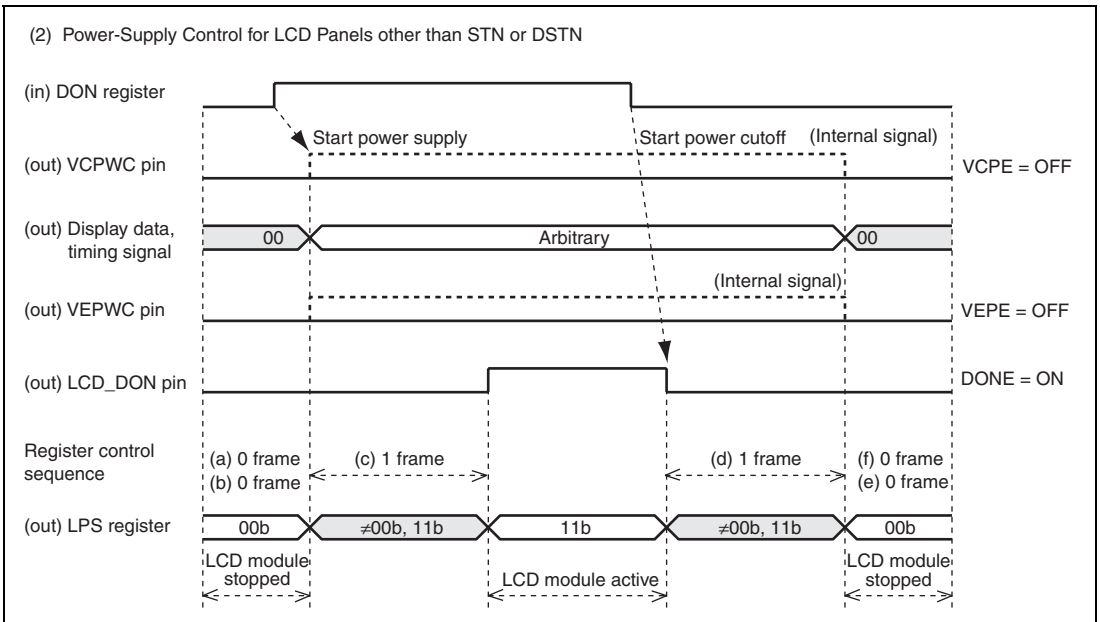 (2) Power-Supply Control for LCD Panels other than STN or DSTN
(in) DON register
Start power supply
Start power cutoff
(Internal signal)
(out) VCPWC pin
VCPE = OFF
(out) Display data,
timing signal
00
Arbitrary
00
(Internal signal)
(out) VEPWC pin
VEPE = OFF
(out) LCD_DON pin
DONE = ON
Register control
sequence
(a) 0 frame
(b) 0 frame
(c) 1 frame
(d) 1 frame
(f) 0 frame
(e) 0 frame
(out) LPS register
00b
≠00b, 11b
11b
≠00b, 11b
00b
LCD module
stopped
LCD module active
LCD module
stopped